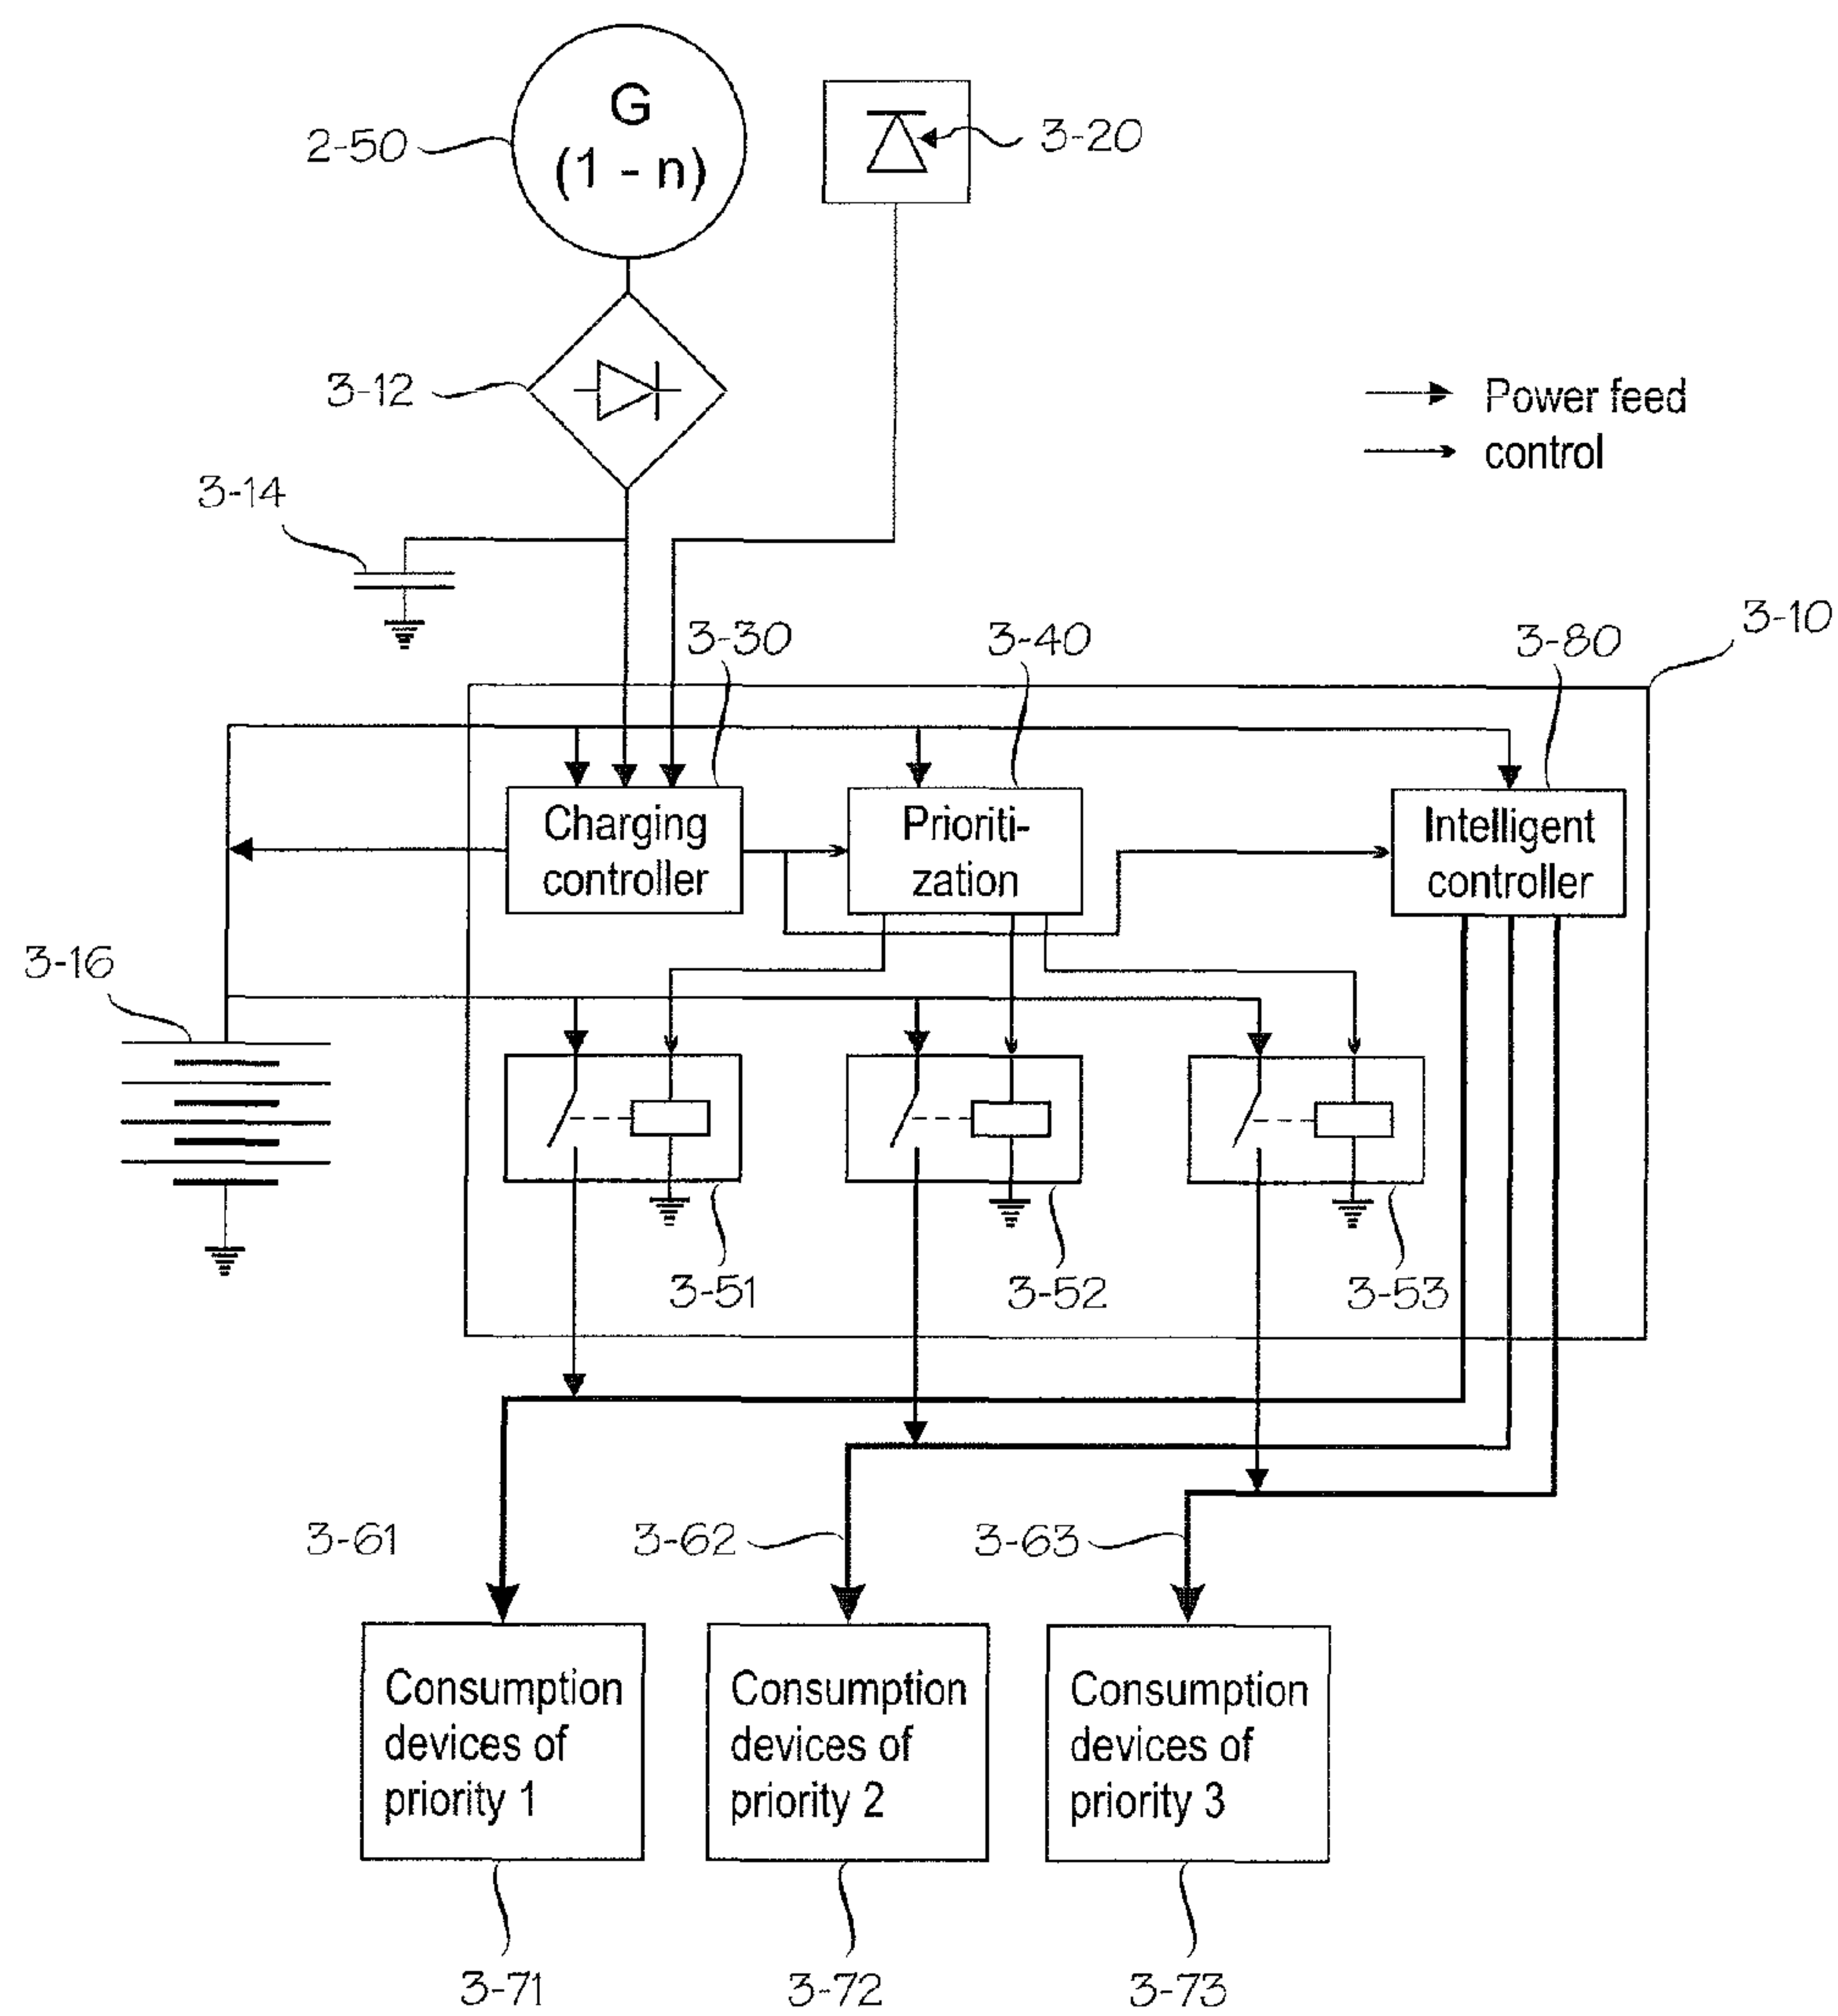 G
(1 - n)
2-50
3-20
3-12
Power feed
control
3-14
3-10
3-30
3-40
3-80
Charging
controller
Prioriti-
zation
Intelligent
controller
3-16
3-51
3-52
3-53
3-61
3-62
3-63
Consumption
devices of
priority 1
Consumption
devices of
priority 2
Consumption
devices of
priority 3
3-71
3-72
3-73